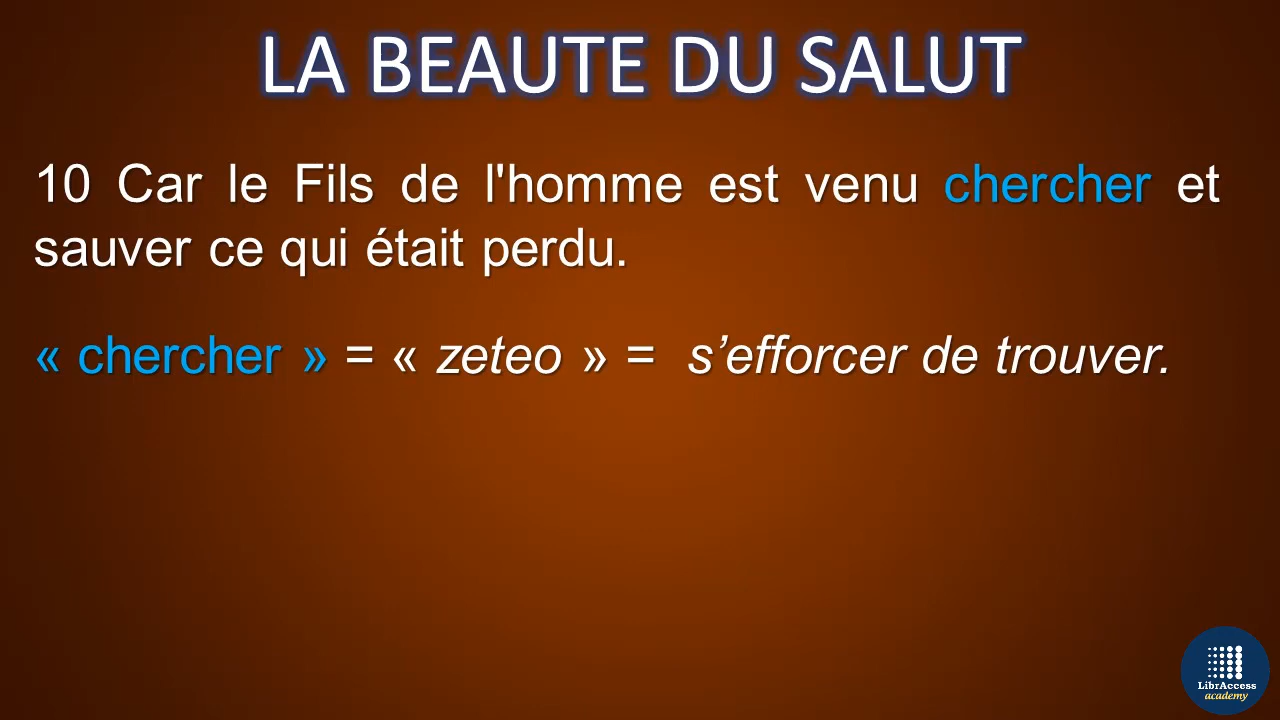 LA BEAUTE DU SALUT
10 Car le Fils de l'homme est venu chercher et
sauver ce qui était perdu.
« chercher » = « zeteo » = s’efforcer de trouver.
LibrAccess
academy